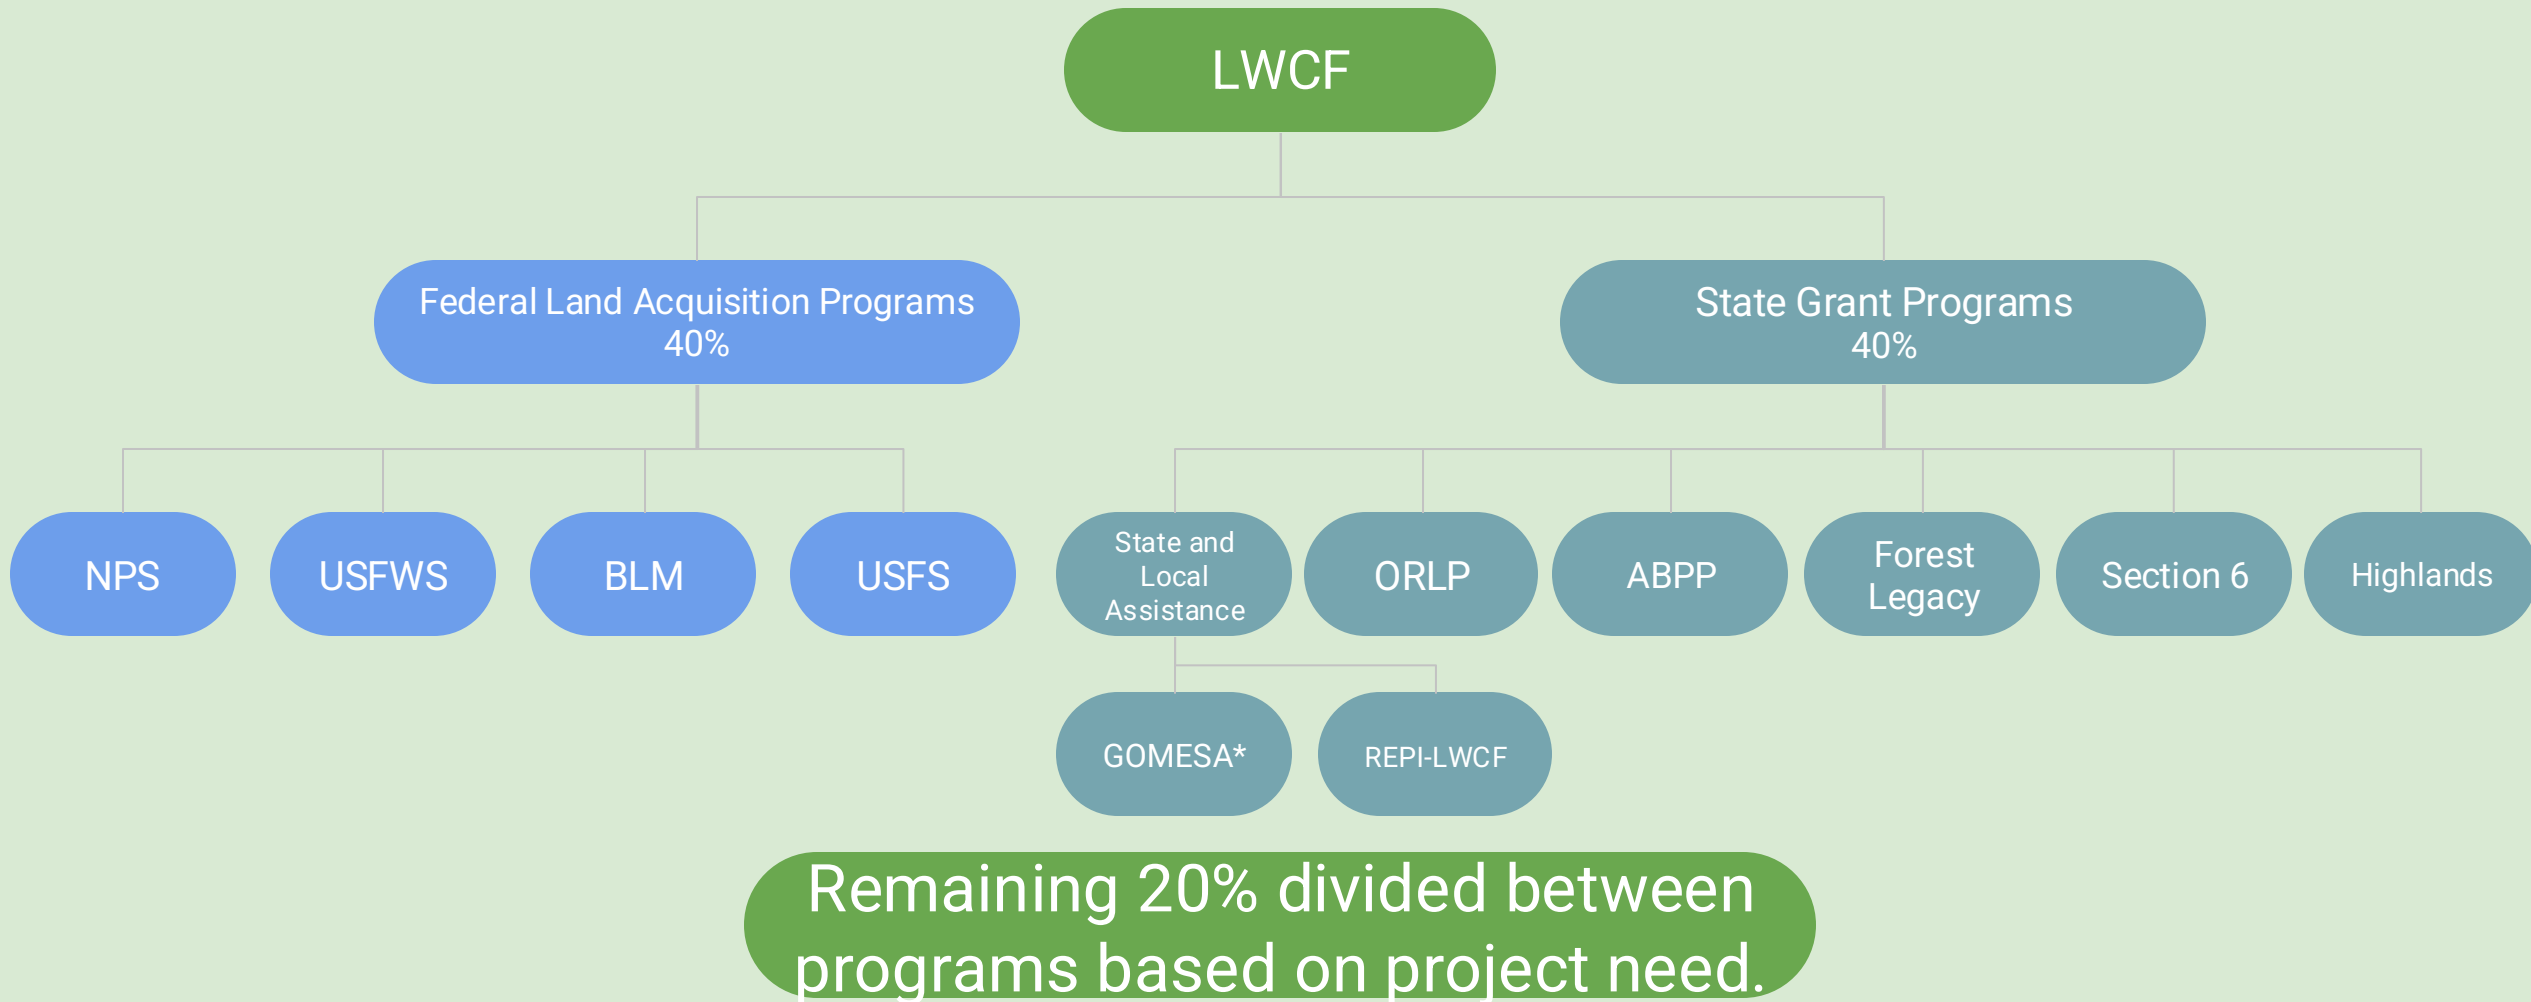 LWCF
Federal Land Acquisition Programs
40%
State Grant Programs
40%
NPS
USFWS
BLM
USFS
State and
Local
Assistance
ORLP
ABPP
Forest
Legacy
Section 6
Highlands
GOMESA*
REPI-LWCF
Remaining 20% divided between
programs based on project need.